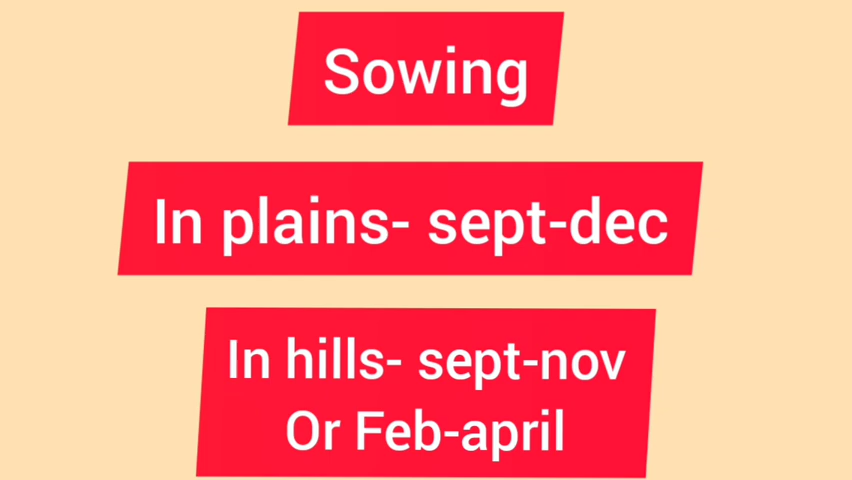 Sowing
In plains- sept-dec
In hills- sept-nov
Or Feb-april